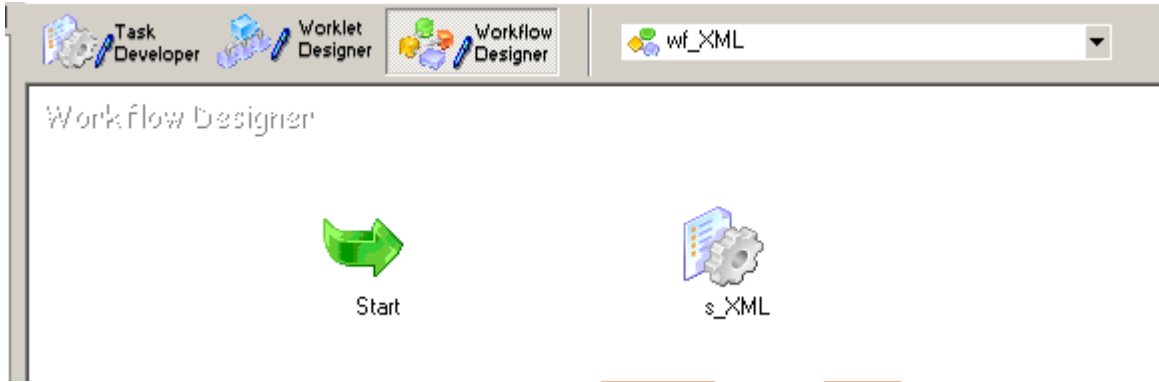 Task
Developer
Worklet
Designer
Workflow
Designer
wf_XML
Workflow Designer
Start
s_XML